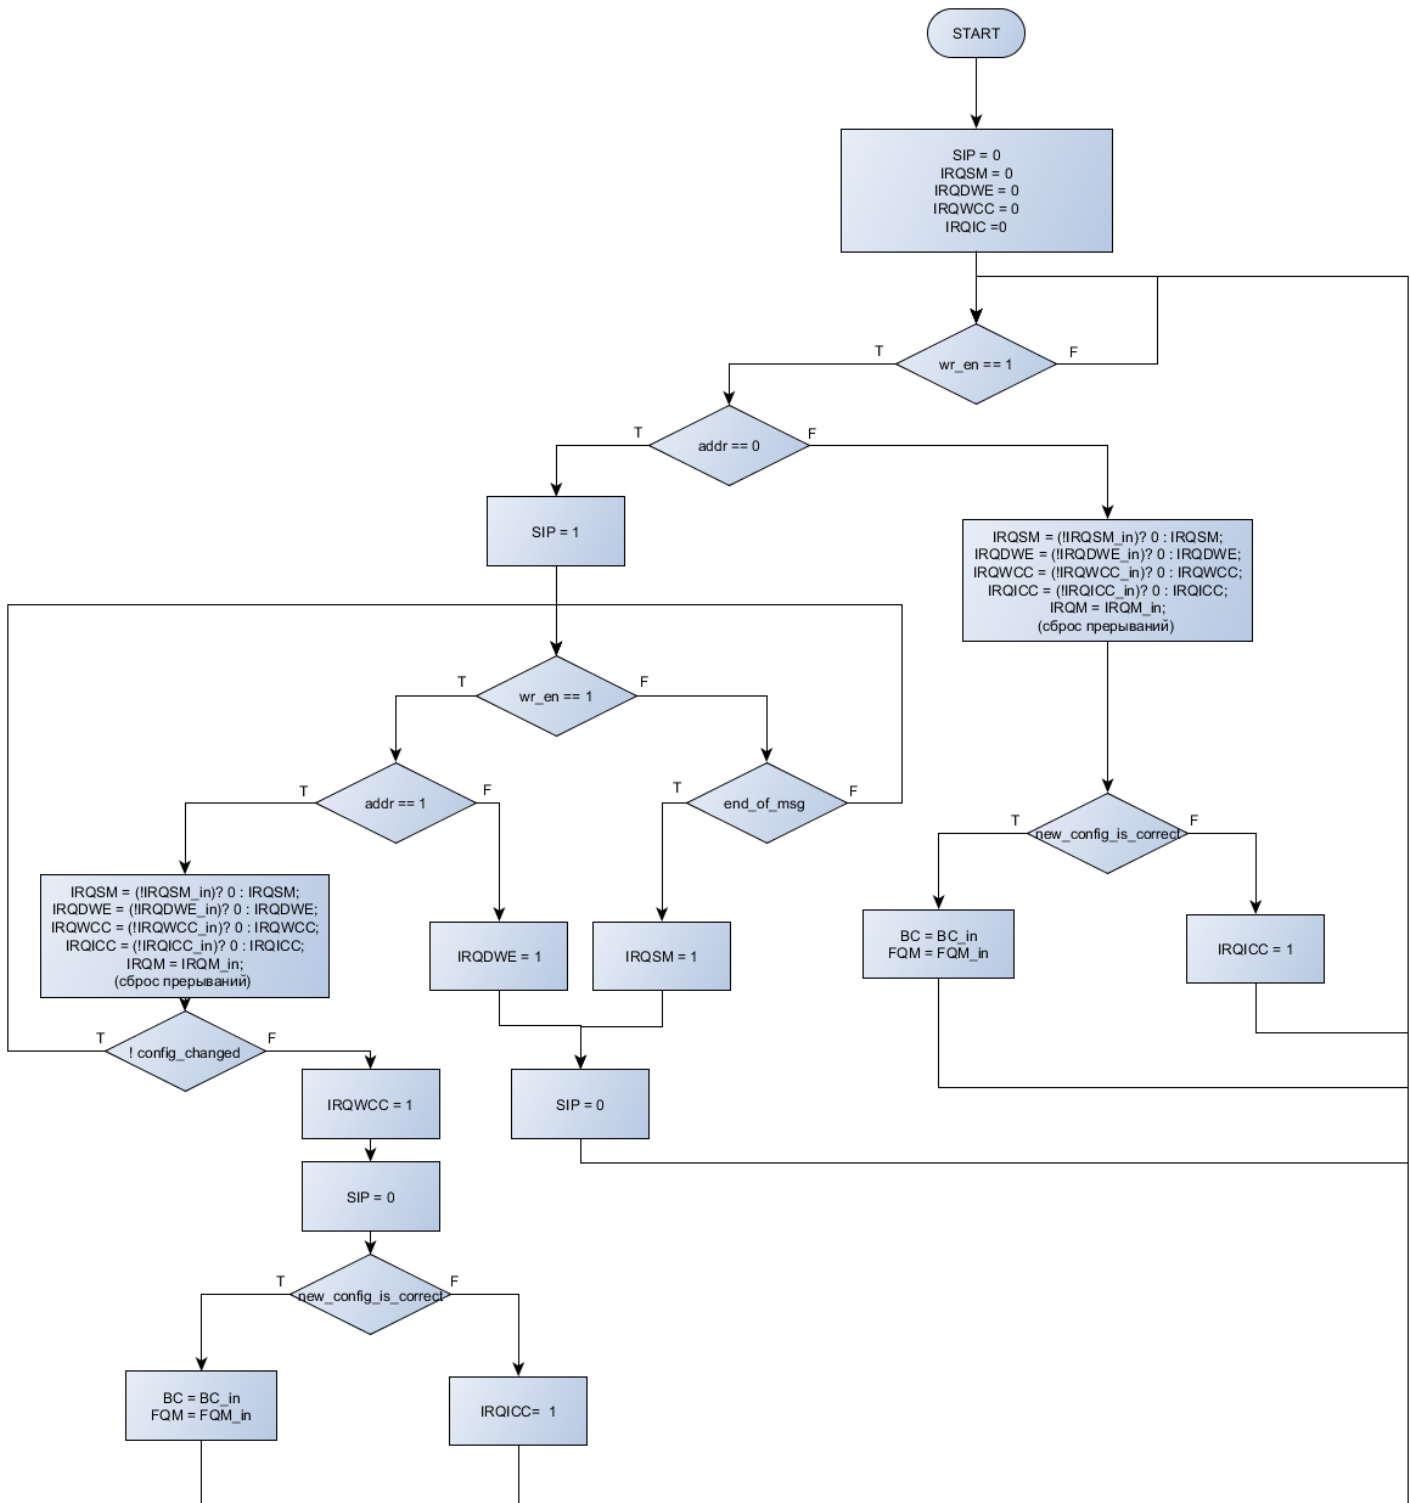 START
SIP = 0
IRQSM = 0
IRQDWE = 0
IRQWCC = 0
IRQIC =0
wr_en == 1
T
F
addr == 0
T
F
SIP = 1
IRQSM = (!IRQSM_in)? 0 : IRQSM;
IRQDWE = (!IRQDWE_in)? 0 : IRQDWE;
IRQWCC = (!IRQWCC_in)? 0 : IRQWCC;
IRQICC = (!IRQICC_in)? 0 : IRQICC;
IRQM = IRQM_in;
(сброс прерываний)
wr_en == 1
T
F
addr == 1
T
F
end_of_msg
T
F
new_config_is_correct
T
F
IRQSM = (!IRQSM_in)? 0 : IRQSM;
IRQDWE = (!IRQDWE_in)? 0 : IRQDWE;
IRQWCC = (!IRQWCC_in)? 0 : IRQWCC;
IRQICC = (!IRQICC_in)? 0 : IRQICC;
IRQM = IRQM_in;
(сброс прерываний)
IRQDWE = 1
IRQSM = 1
BC = BC_in
FQM = FQM_in
IRQICC = 1
! config_changed
T
F
IRQWCC = 1
SIP = 0
SIP = 0
new_config_is_correct
T
F
BC = BC_in
FQM = FQM_in
IRQICC=  1